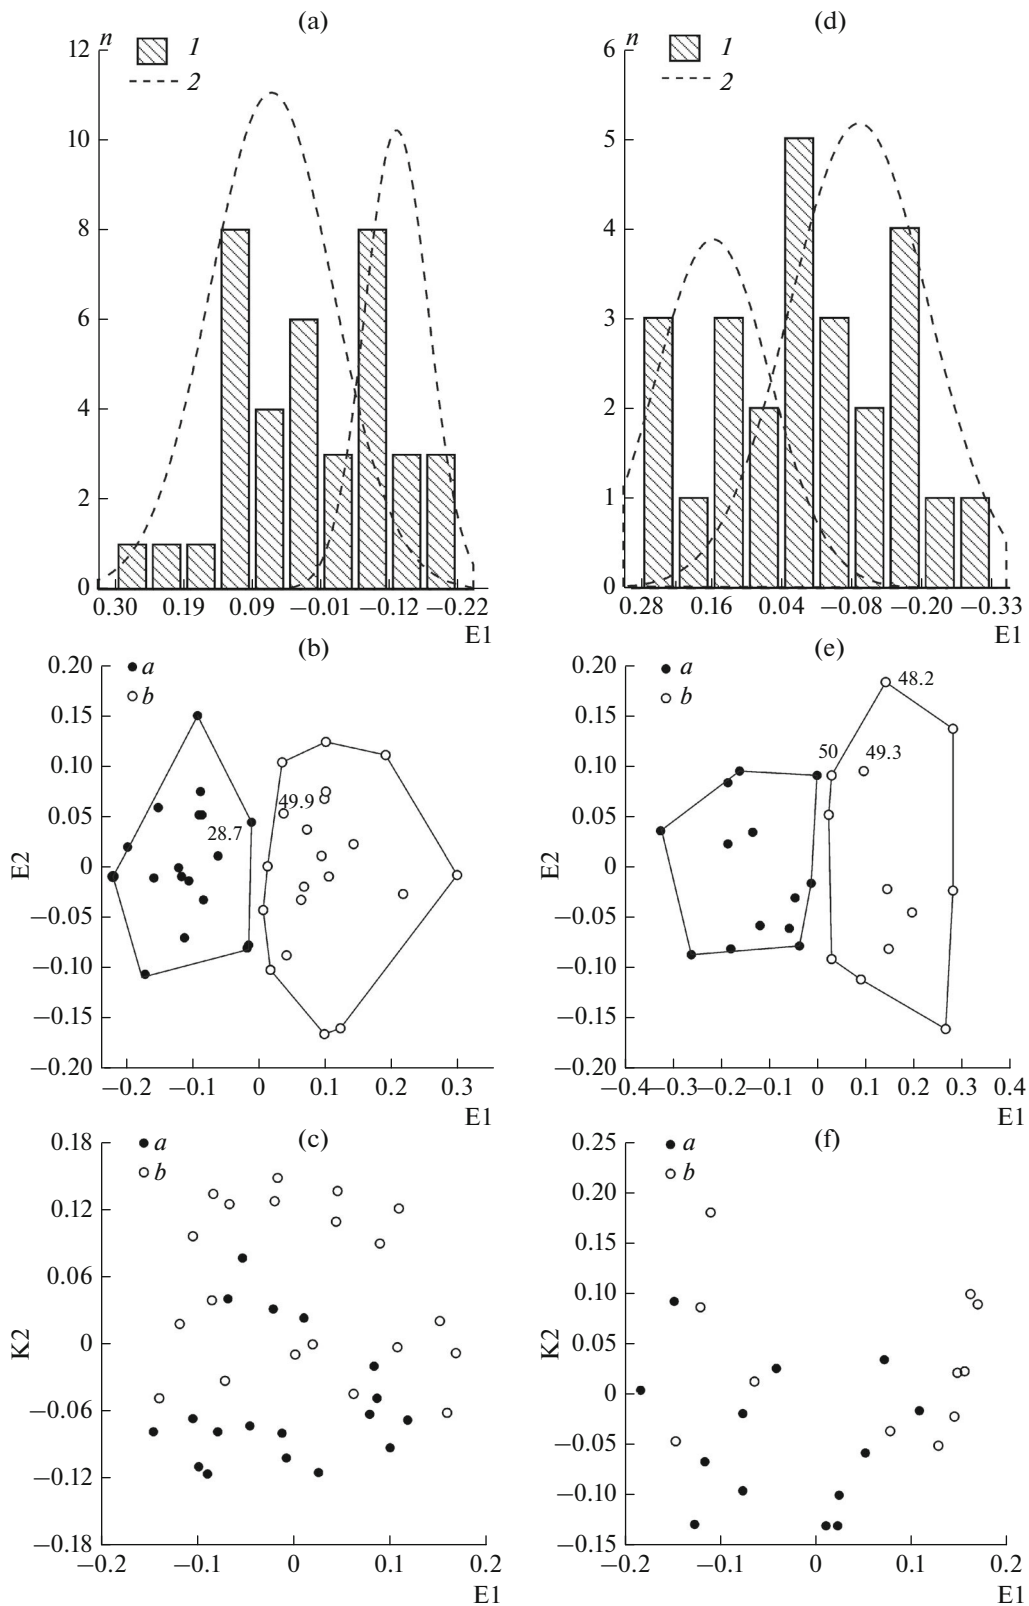 (a)
n
12
10
8
6
4
2
0
1
2
0.30 0.19 0.09 −0.01 −0.12 −0.22
E1
(d)
n
6
5
4
3
2
1
0
1
2
0.28 0.16 0.04 −0.08 −0.20 −0.33
E1
(b)
E2
0.20
0.15
0.10
0.05
0
−0.05
−0.10
−0.15
−0.20
a
b
28.7
49.9
−0.2 −0.1 0 0.1 0.2 0.3
E1
(e)
E2
0.20
0.15
0.10
0.05
0
−0.05
−0.10
−0.15
−0.20
a
b
48.2
50
49.3
−0.4−0.3−0.2−0.1 0 0.1 0.2 0.3 0.4
E1
(c)
K2
0.18
0.12
0.06
0
−0.06
−0.12
−0.18
a
b
−0.2 −0.1 0 0.1 0.2
E1
(f)
K2
0.25
0.20
0.15
0.10
0.05
0
−0.05
−0.10
−0.15
a
b
−0.2 −0.1 0 0.1 0.2
E1